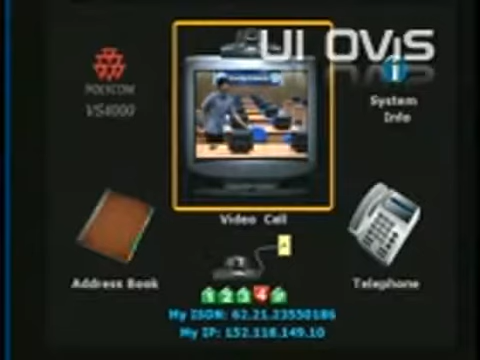 UI OViS
POLYCOM
VS4000
i
System
Info
Video Call
Address Book
Telephone
1 2 3 4
My ISDN: 62.21.23550186
My IP: 152.118.149.10